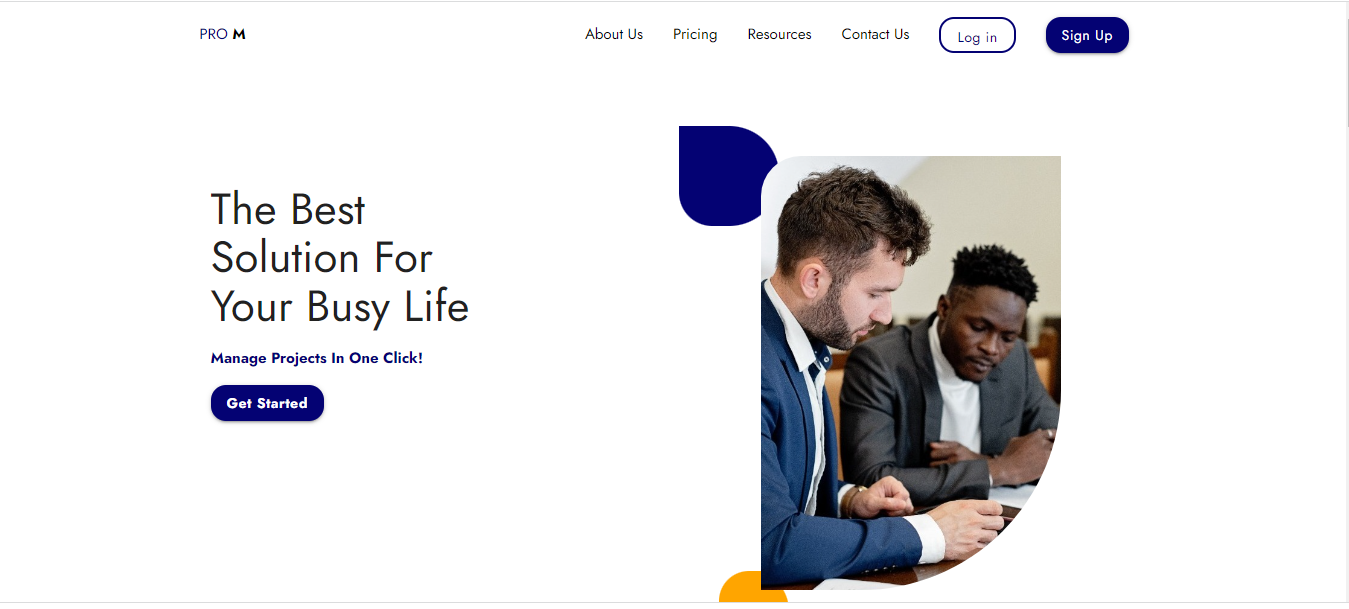 PRO M
About Us
Pricing
Resources
Contact Us
Log in
Sign Up
The Best
Solution For
Your Busy Life
Manage Projects In One Click!
Get Started